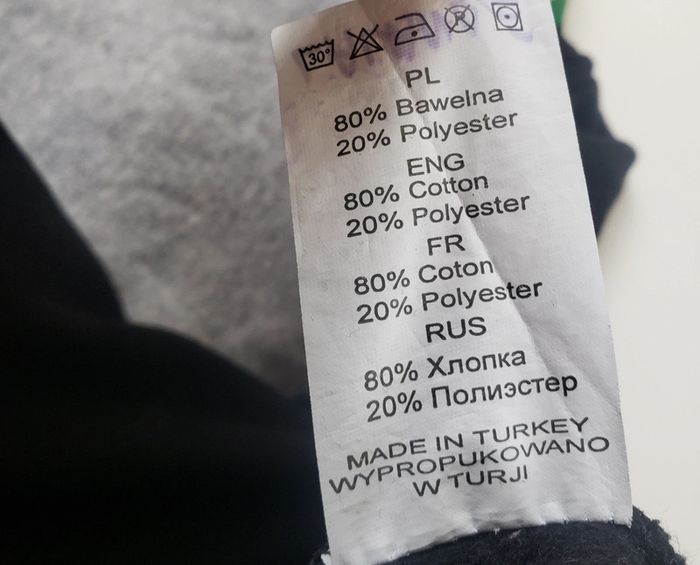 30°
PL
80% Bawelna
20% Polyester
ENG
80% Cotton
20% Polyester
FR
80% Coton
20% Polyester
RUS
80% Хлопка
20% Полиэстер
MADE IN TURKEY
WYPROPUKOWANO
W TURJI